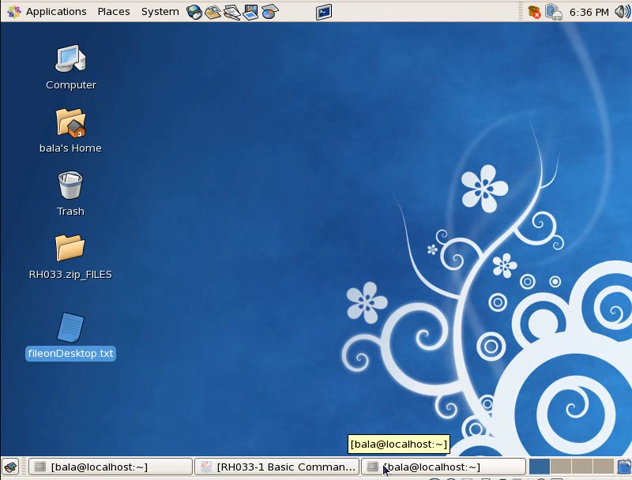 Applications Places System 6:36 PM
Computer
bala's Home
Trash
RH033.zip_FILES
fileonDesktop.txt
[bala@localhost:~]
[bala@localhost:~] [RH033-1 Basic Comman... [bala@localhost:~]